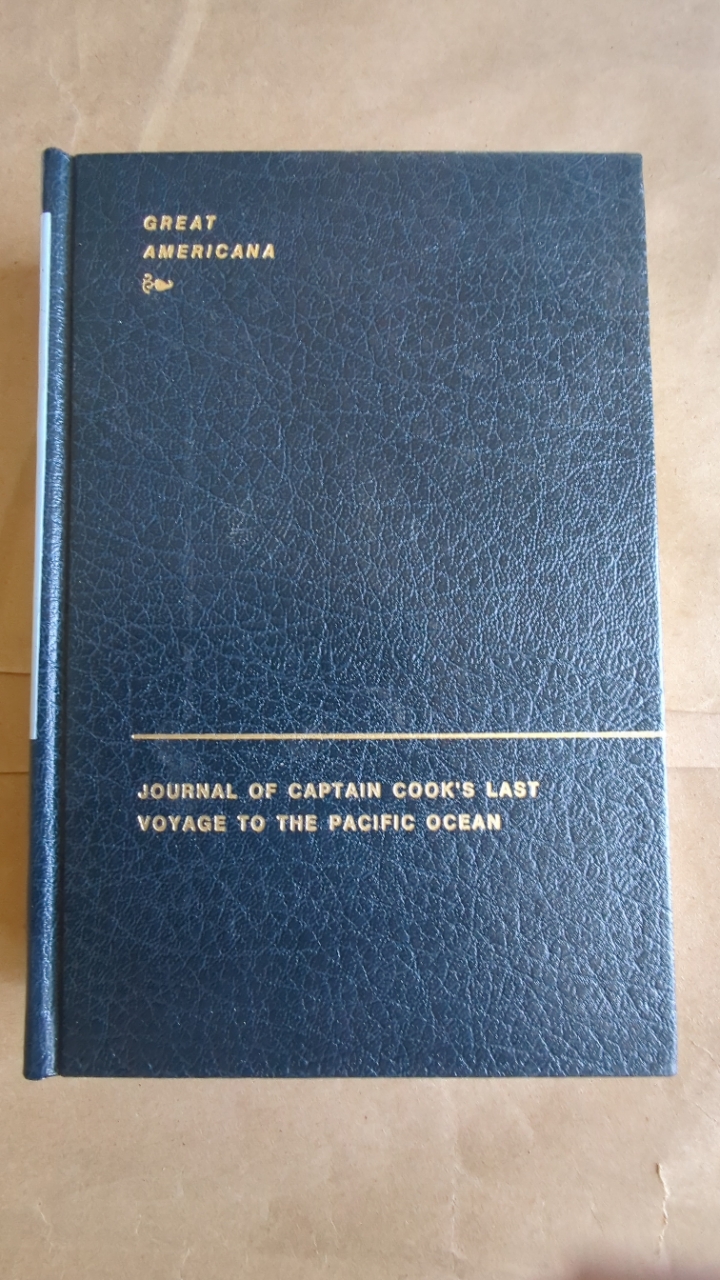 GREAT
AMERICANA
JOURNAL OF CAPTAIN COOK'S LAST
VOYAGE TO THE PACIFIC OCEAN